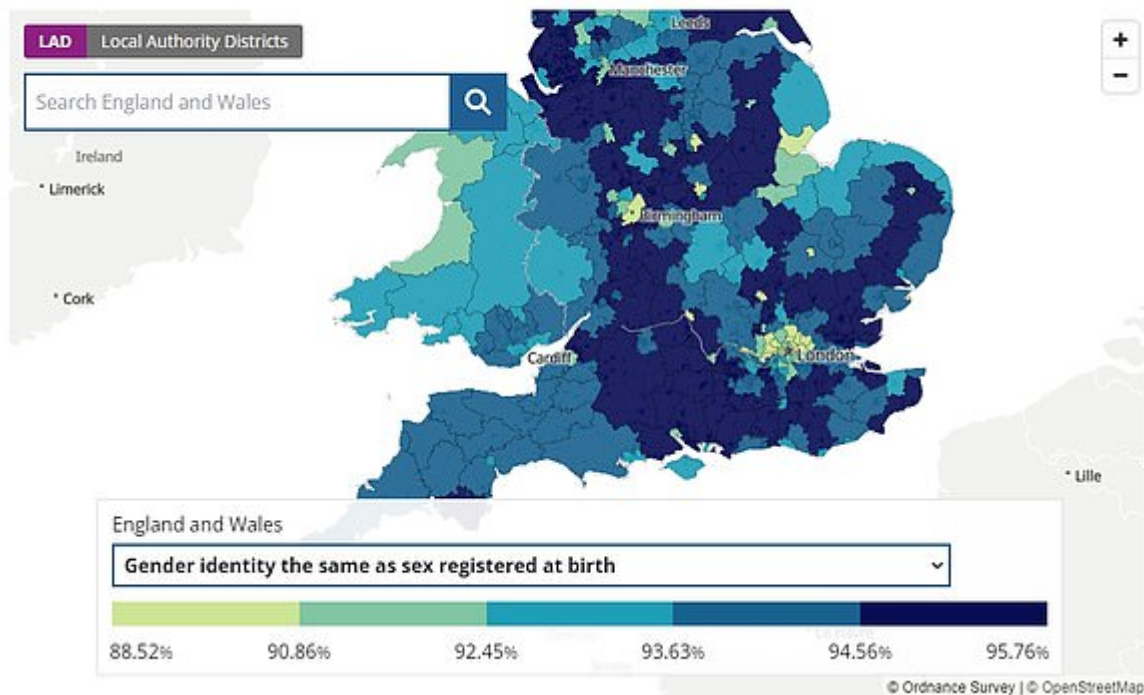 LAD Local Authority Districts
Search England and Wales
+
−
Leeds
Manchester
Ireland
Limerick
Birmingham
Cork
Cardiff
London
Lille
England and Wales
Gender identity the same as sex registered at birth
88.52% 90.86% 92.45% 93.63% 94.56% 95.76%
© Ordnance Survey | © OpenStreetMap